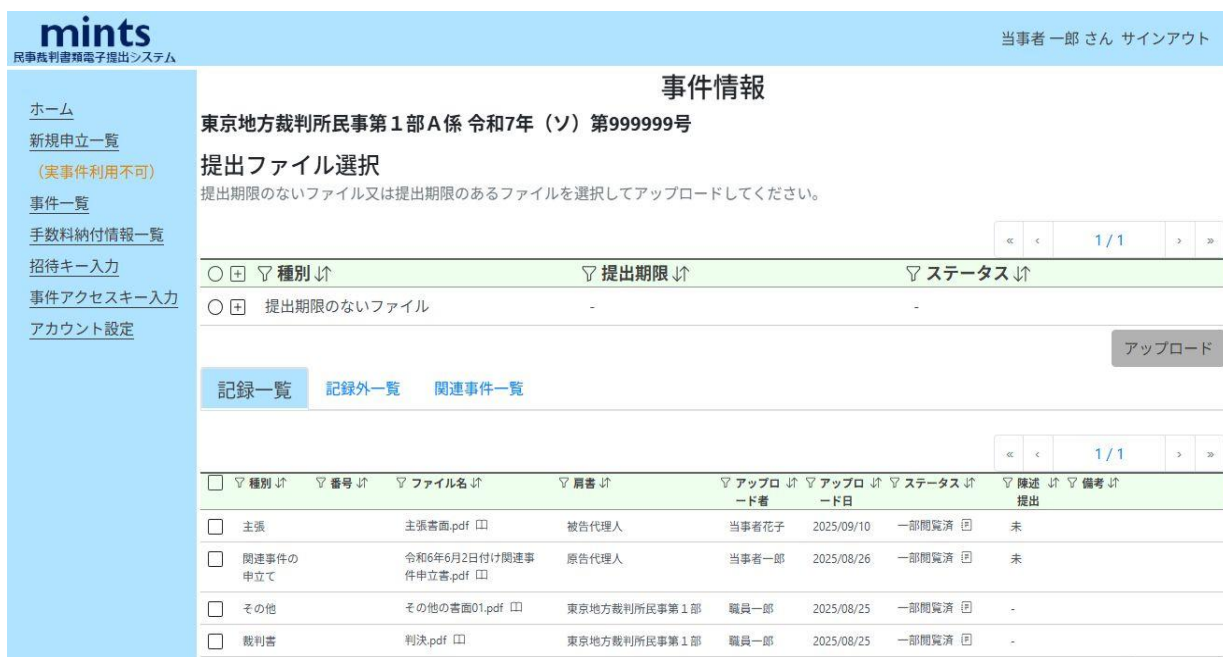 mints
民事裁判書類電子提出システム
当事者 一郎 さん サインアウト
ホーム
新規申立一覧
（実事件利用不可）
事件一覧
手数料納付情報一覧
招待キー入力
事件アクセスキー入力
アカウント設定
事件情報
東京地方裁判所民事第１部Ａ係 令和7年（ソ）第999999号
提出ファイル選択
提出期限のないファイル又は提出期限のあるファイルを選択してアップロードしてください。
« ‹ 1 / 1 › »
種別 提出期限 ステータス
提出期限のないファイル - -
アップロード
記録一覧 記録外一覧 関連事件一覧
« ‹ 1 / 1 › »
種別 番号 ファイル名 肩書 アップロード者 アップロード日 ステータス 陳述提出 備考
主張 主張書面.pdf 被告代理人 当事者花子 2025/09/10 一部閲覧済 未
関連事件の 令和6年6月2日付け関連事 原告代理人 当事者一郎 2025/08/26 一部閲覧済 未
申立て 件申立書.pdf
その他 その他の書面01.pdf 東京地方裁判所民事第１部 職員一郎 2025/08/25 一部閲覧済 -
裁判書 判決.pdf 東京地方裁判所民事第１部 職員一郎 2025/08/25 一部閲覧済 -